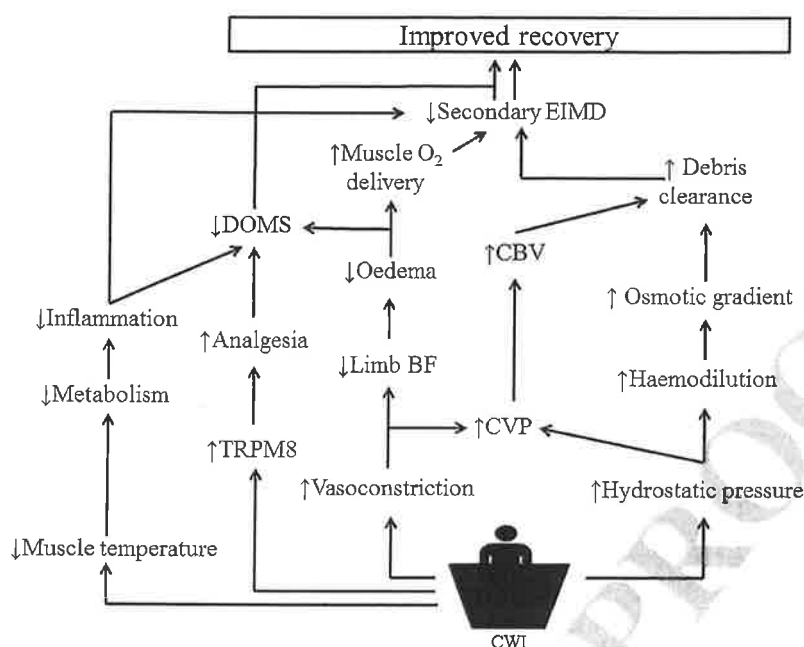 Improved recovery
↓Secondary EIMD
↑Muscle O₂
delivery
↑ Debris
clearance
↓DOMS
↑CBV
↓Oedema
↑ Osmotic gradient
↓Inflammation
↑Analgesia
↓Limb BF
↑Haemodilution
↓Metabolism
↑CVP
↑TRPM8
↑Vasoconstriction
↑Hydrostatic pressure
↓Muscle temperature
CWI
PROO